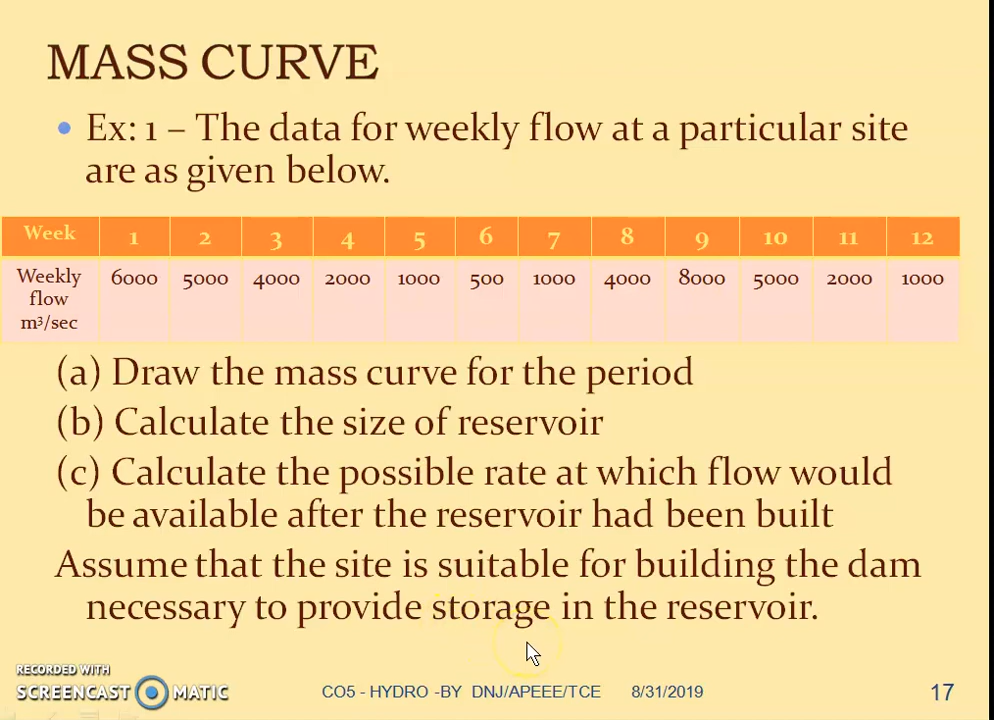 MASS CURVE
• Ex: 1 – The data for weekly flow at a particular site
are as given below.
Week 1 2 3 4 5 6 7 8 9 10 11 12
Weekly flow m³/sec 6000 5000 4000 2000 1000 500 1000 4000 8000 5000 2000 1000
(a) Draw the mass curve for the period
(b) Calculate the size of reservoir
(c) Calculate the possible rate at which flow would
be available after the reservoir had been built
Assume that the site is suitable for building the dam
necessary to provide storage in the reservoir.
RECORDED WITH
SCREENCAST MATIC
CO5 - HYDRO -BY DNJ/APEEE/TCE 8/31/2019 17